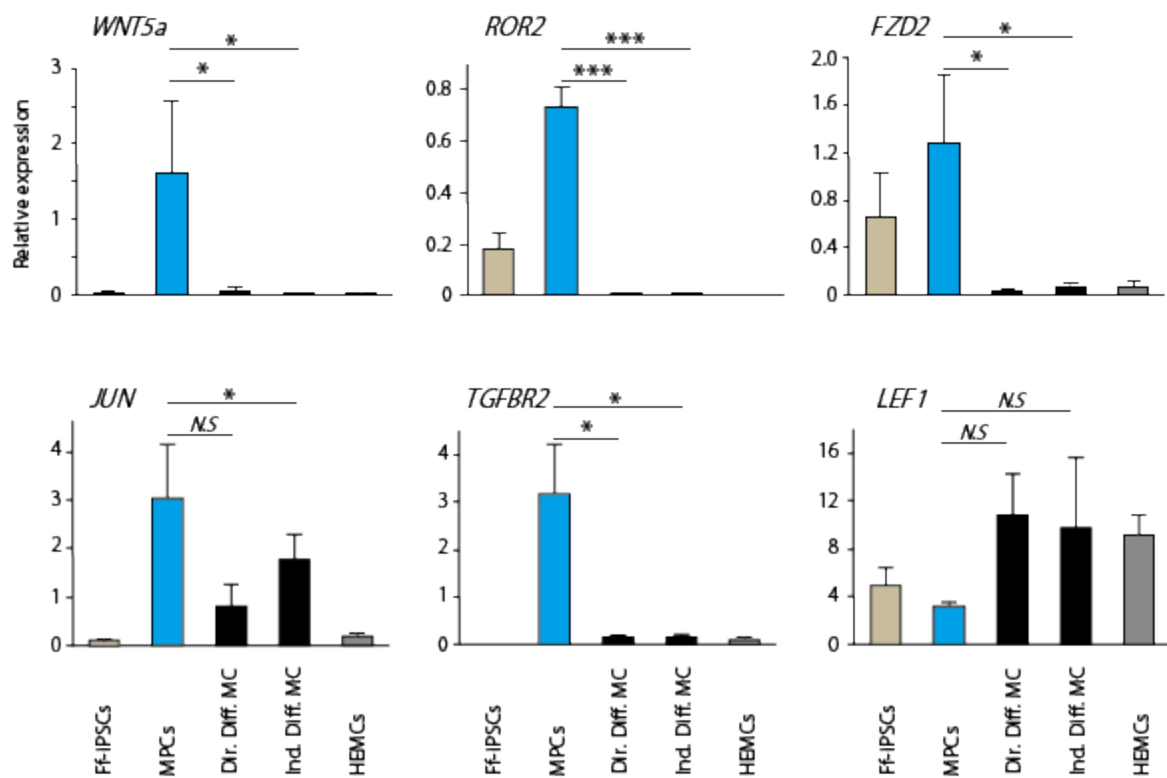 WNT5a
*
*
3
2
1
0
Relative expression
ROR2
***
***
0.8
0.6
0.4
0.2
0
FZD2
*
*
2.0
1.6
1.2
0.8
0.4
0
JUN
*
N.S
4
3
2
1
0
TGFBR2
*
*
4
3
2
1
0
LEF1
N.S
N.S
16
12
8
4
0
Ff-iPSCs
MPCs
Dir. Diff. MC
Ind. Diff. MC
HEMCs
Ff-iPSCs
MPCs
Dir. Diff. MC
Ind. Diff. MC
HEMCs
Ff-iPSCs
MPCs
Dir. Diff. MC
Ind. Diff. MC
HEMCs